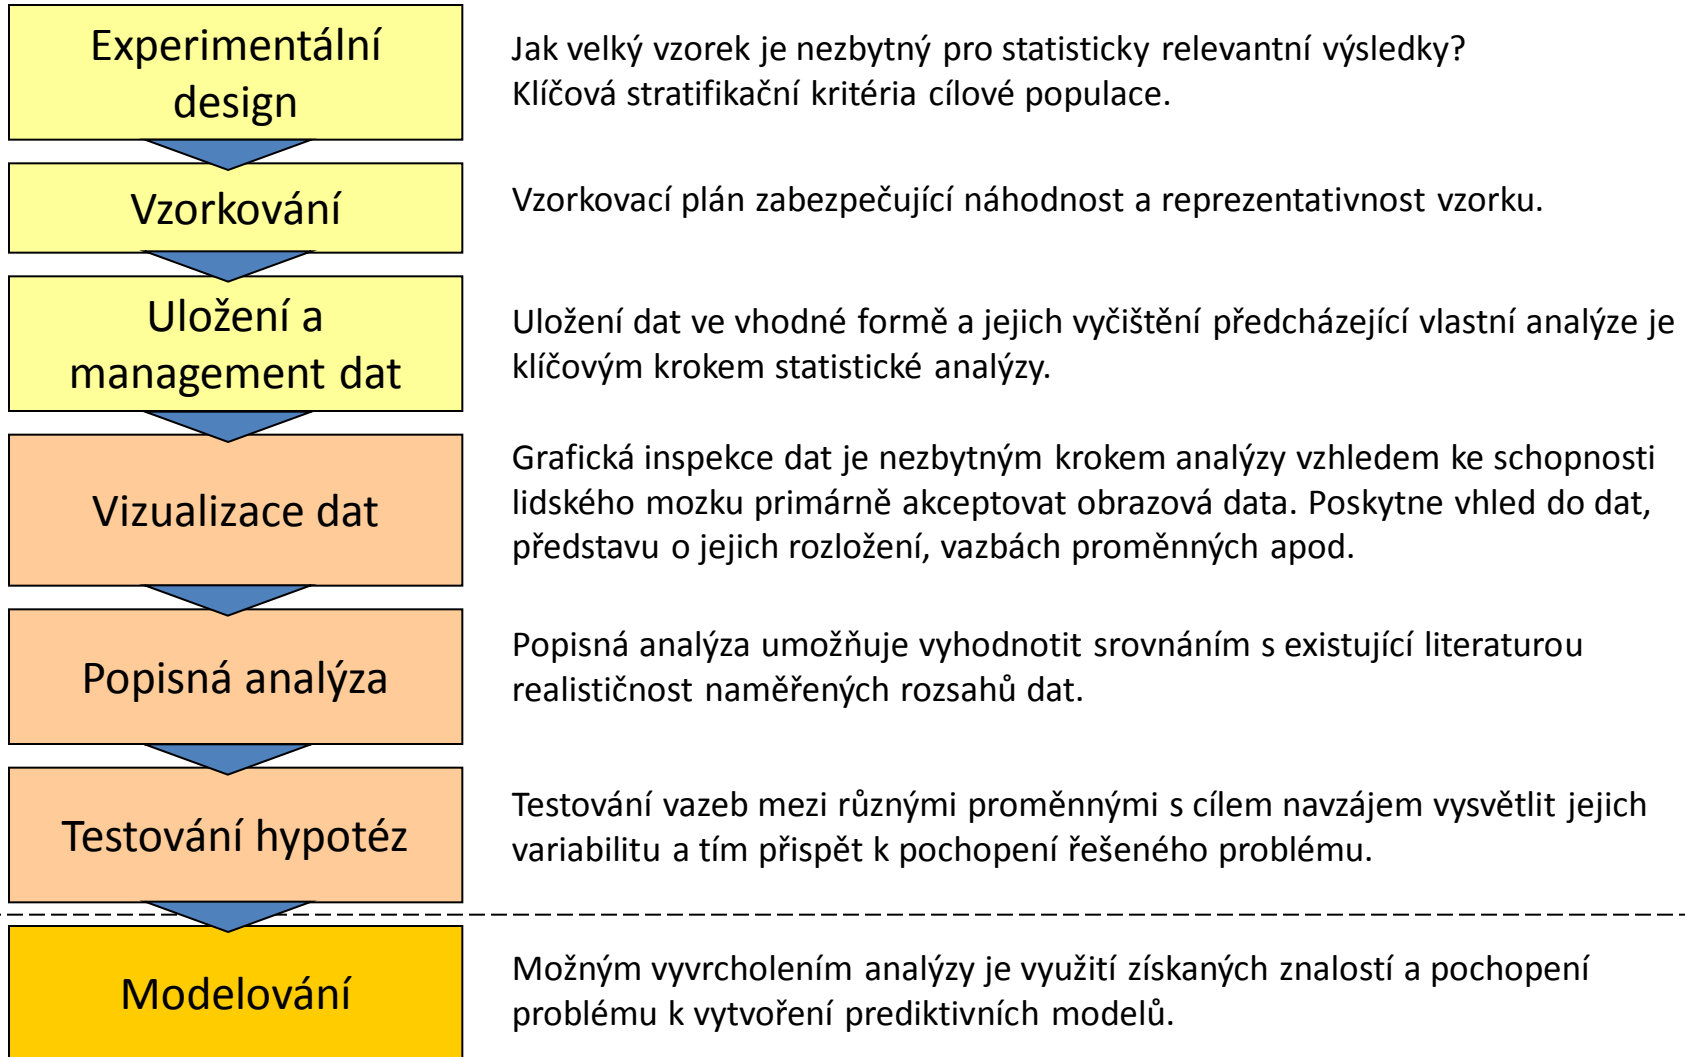 Experimentální
design
Jak velký vzorek je nezbytný pro statisticky relevantní výsledky?
Klíčová stratifikační kritéria cílové populace.
Vzorkování
Vzorkovací plán zabezpečující náhodnost a reprezentativnost vzorku.
Uložení a
management dat
Uložení dat ve vhodné formě a jejich vyčištění předcházející vlastní analýze je
klíčovým krokem statistické analýzy.
Vizualizace dat
Grafická inspekce dat je nezbytným krokem analýzy vzhledem ke schopnosti
lidského mozku primárně akceptovat obrazová data. Poskytne vhled do dat,
představu o jejich rozložení, vazbách proměnných apod.
Popisná analýza
Popisná analýza umožňuje vyhodnotit srovnáním s existující literaturou
realističnost naměřených rozsahů dat.
Testování hypotéz
Testování vazeb mezi různými proměnnými s cílem navzájem vysvětlit jejich
variabilitu a tím přispět k pochopení řešeného problému.
Modelování
Možným vyvrcholením analýzy je využití získaných znalostí a pochopení
problému k vytvoření prediktivních modelů.